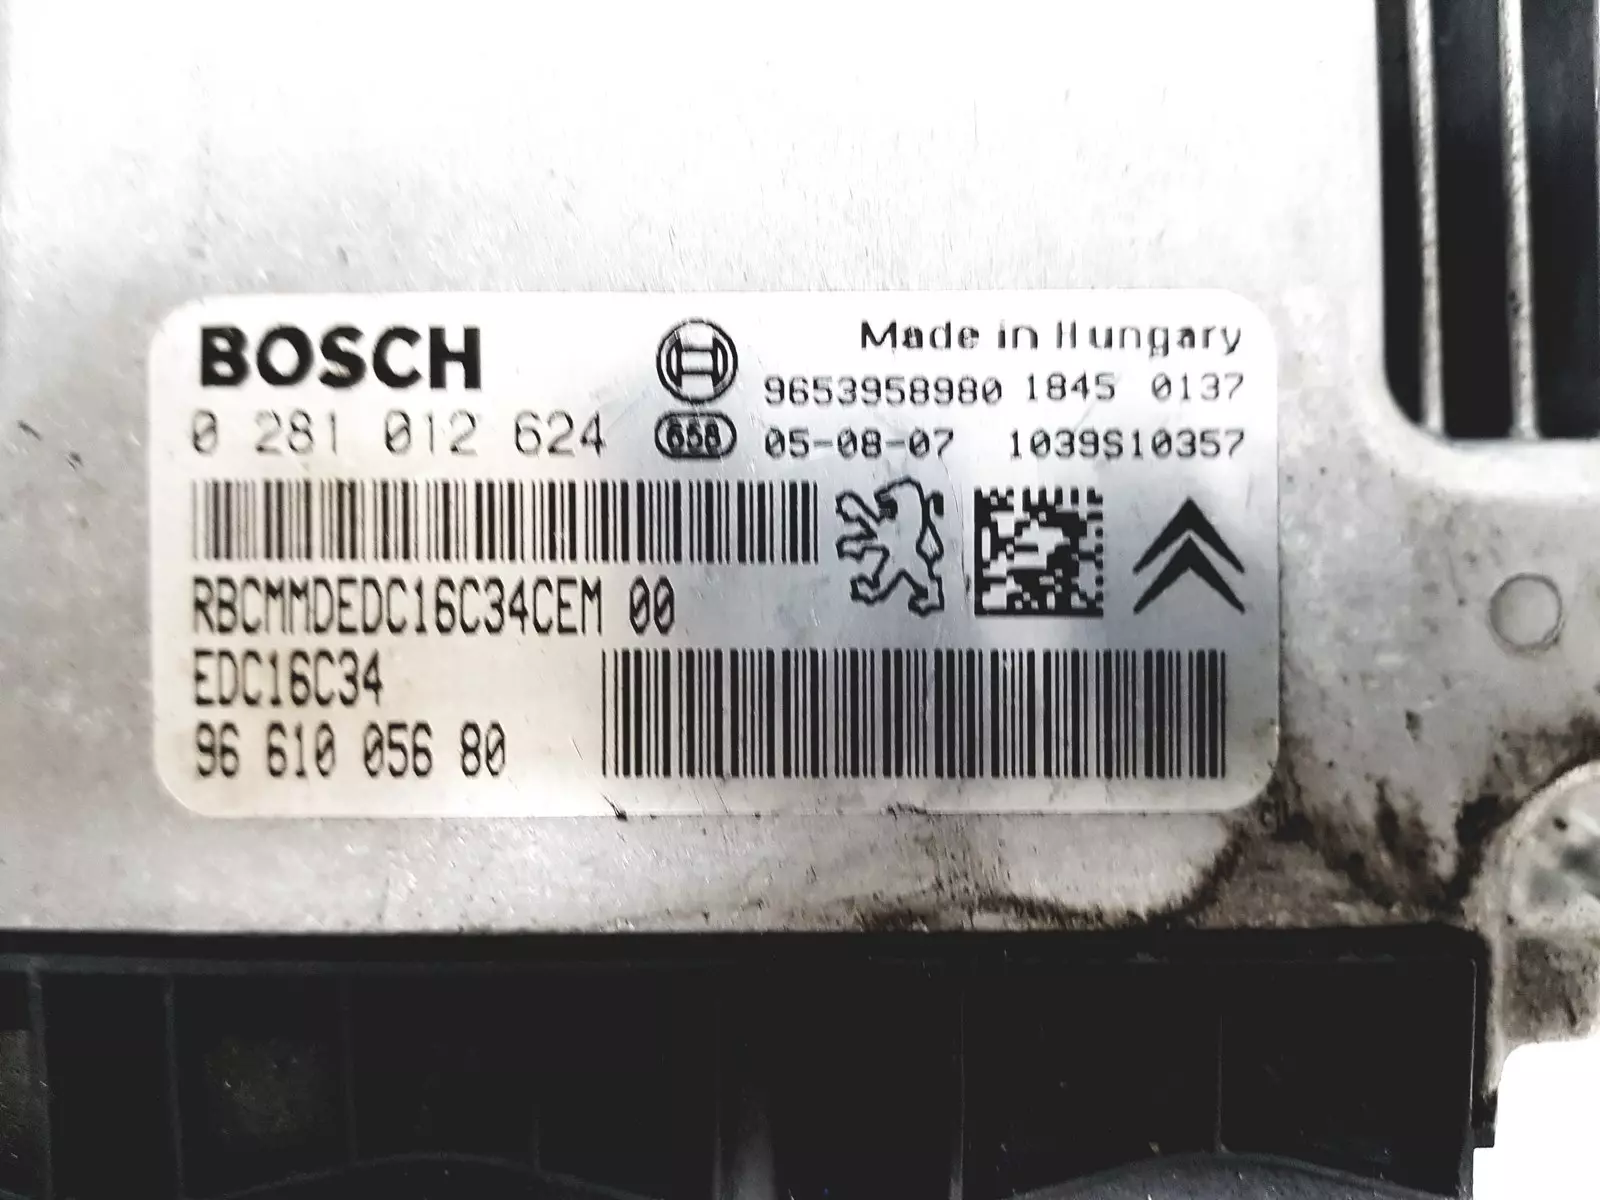 BOSCH
Made in Hungary
9653958980 1845 0137
0 281 012 624
658
05-08-07 1039S10357
RBCMMDEDC16C34CEM 00
EDC16C34
96 610 056 80